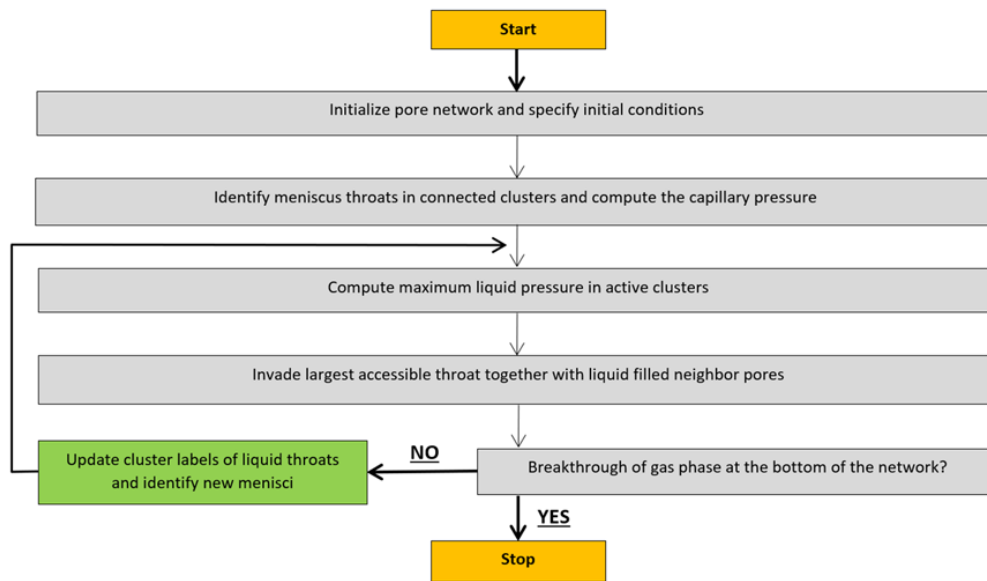 Start
Initialize pore network and specify initial conditions
Identify meniscus throats in connected clusters and compute the capillary pressure
Compute maximum liquid pressure in active clusters
Invade largest accessible throat together with liquid filled neighbor pores
Breakthrough of gas phase at the bottom of the network?
NO
Update cluster labels of liquid throats
and identify new menisci
YES
Stop